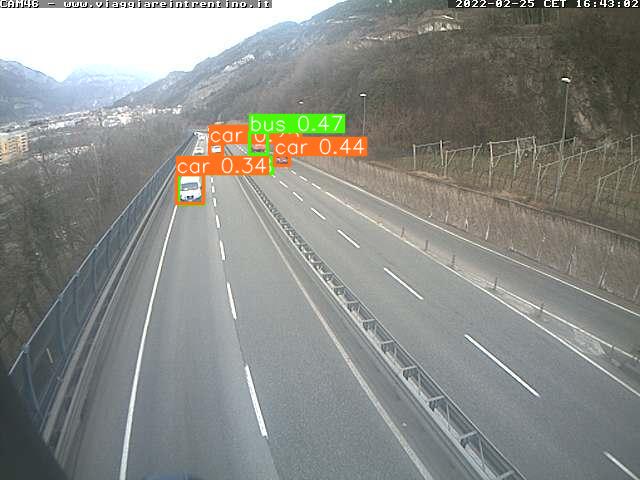 CAM46 - www.viaggiareintrentino.it
2022-02-25 CET 16:43:02
bus 0.47
car 0.
car 0.44
car 0.34